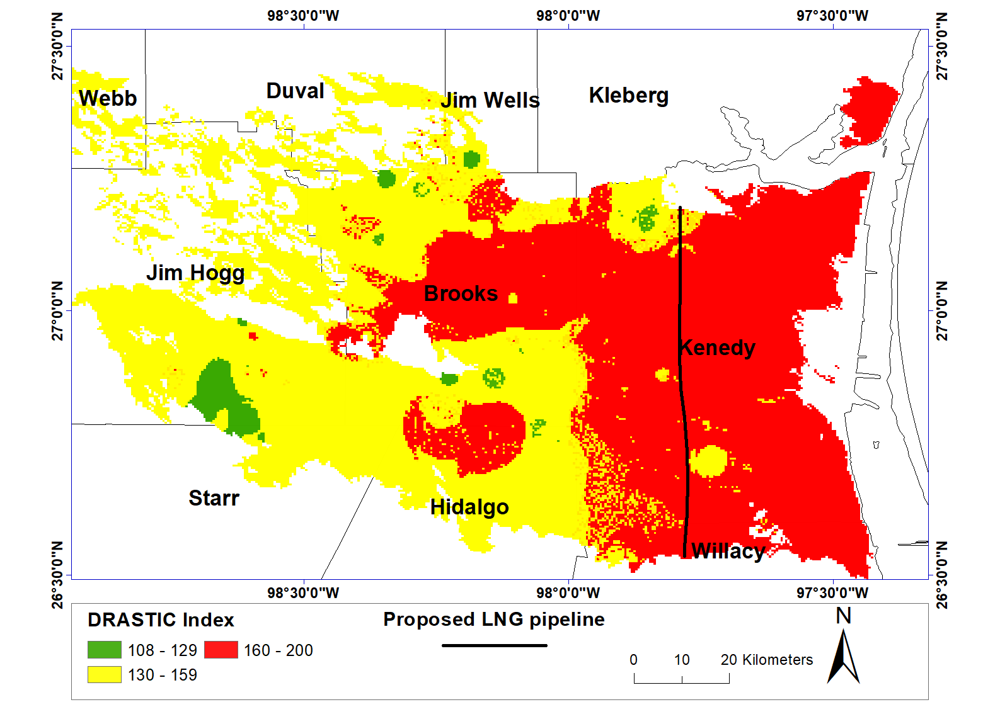 98°30'0"W 98°0'0"W 97°30'0"W
27°30'0"N
27°30'0"N
Webb
Duval
Jim Wells
Kleberg
Jim Hogg
Brooks
27°0'0"N
27°0'0"N
Kenedy
Starr
Hidalgo
Willacy
26°30'0"N
26°30'0"N
98°30'0"W 98°0'0"W 97°30'0"W
DRASTIC Index
108 - 129 160 - 200
130 - 159
Proposed LNG pipeline
0 10 20 Kilometers
N